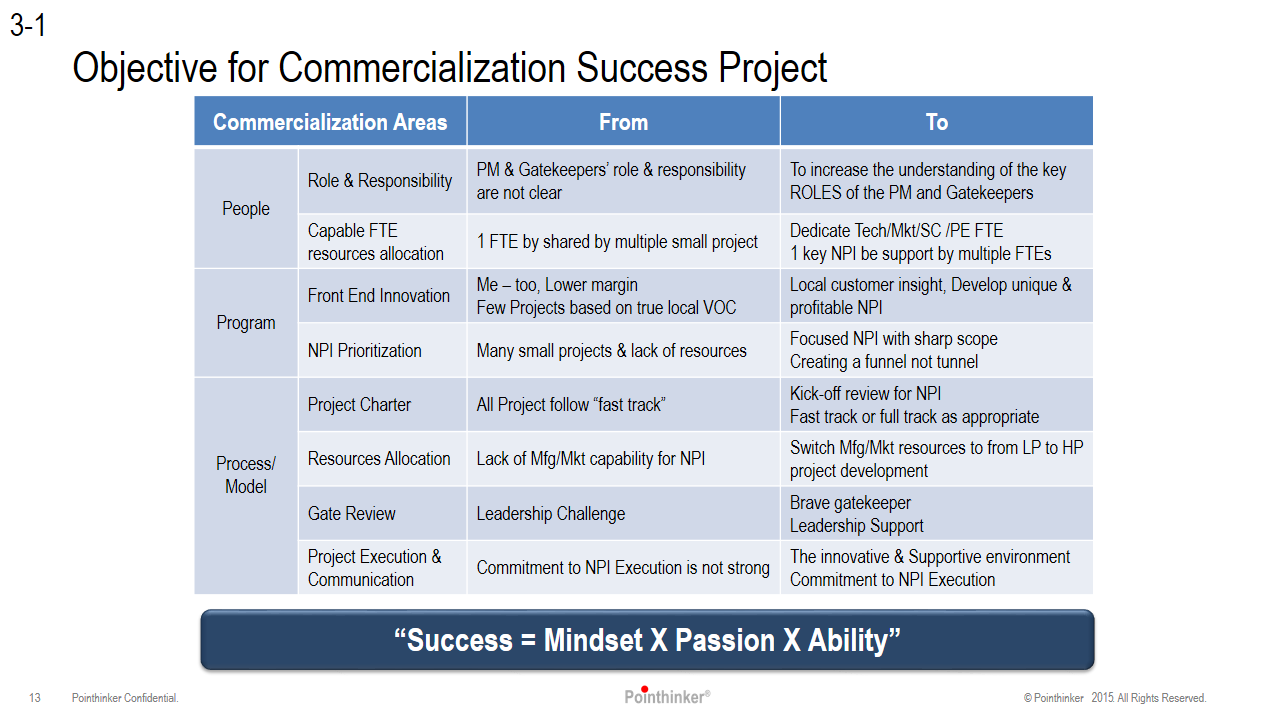 3-1
Objective for Commercialization Success Project
Commercialization Areas
From
To
People
Role & Responsibility
PM & Gatekeepers’ role & responsibility
are not clear
To increase the understanding of the key
ROLES of the PM and Gatekeepers
Capable FTE
resources allocation
1 FTE by shared by multiple small project
Dedicate Tech/Mkt/SC /PE FTE
1 key NPI be support by multiple FTEs
Program
Front End Innovation
Me – too, Lower margin
Few Projects based on true local VOC
Local customer insight, Develop unique &
profitable NPI
NPI Prioritization
Many small projects & lack of resources
Focused NPI with sharp scope
Creating a funnel not tunnel
Process/
Model
Project Charter
All Project follow “fast track”
Kick-off review for NPI
Fast track or full track as appropriate
Resources Allocation
Lack of Mfg/Mkt capability for NPI
Switch Mfg/Mkt resources to from LP to HP
project development
Gate Review
Leadership Challenge
Brave gatekeeper
Leadership Support
Project Execution &
Communication
Commitment to NPI Execution is not strong
The innovative & Supportive environment
Commitment to NPI Execution
“Success = Mindset X Passion X Ability”
13
Pointhinker Confidential.
Pointhinker®
© Pointhinker 2015. All Rights Reserved.